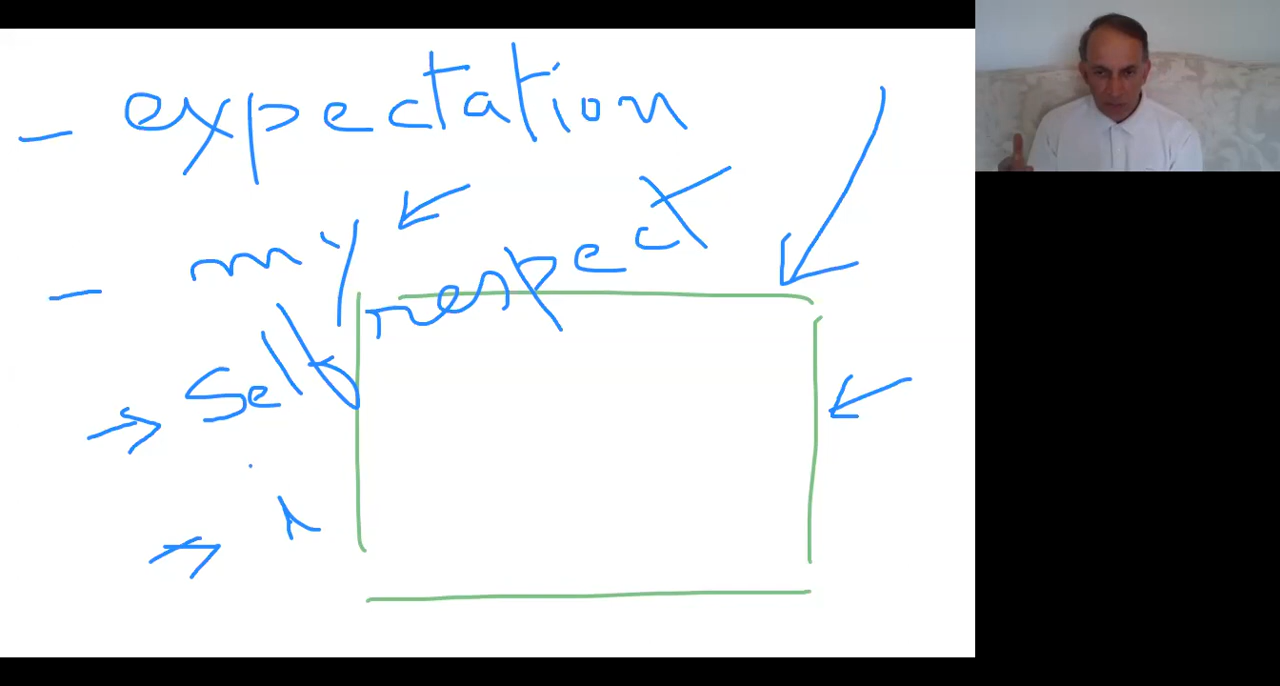 - expectation
- my
→ Self respect
→